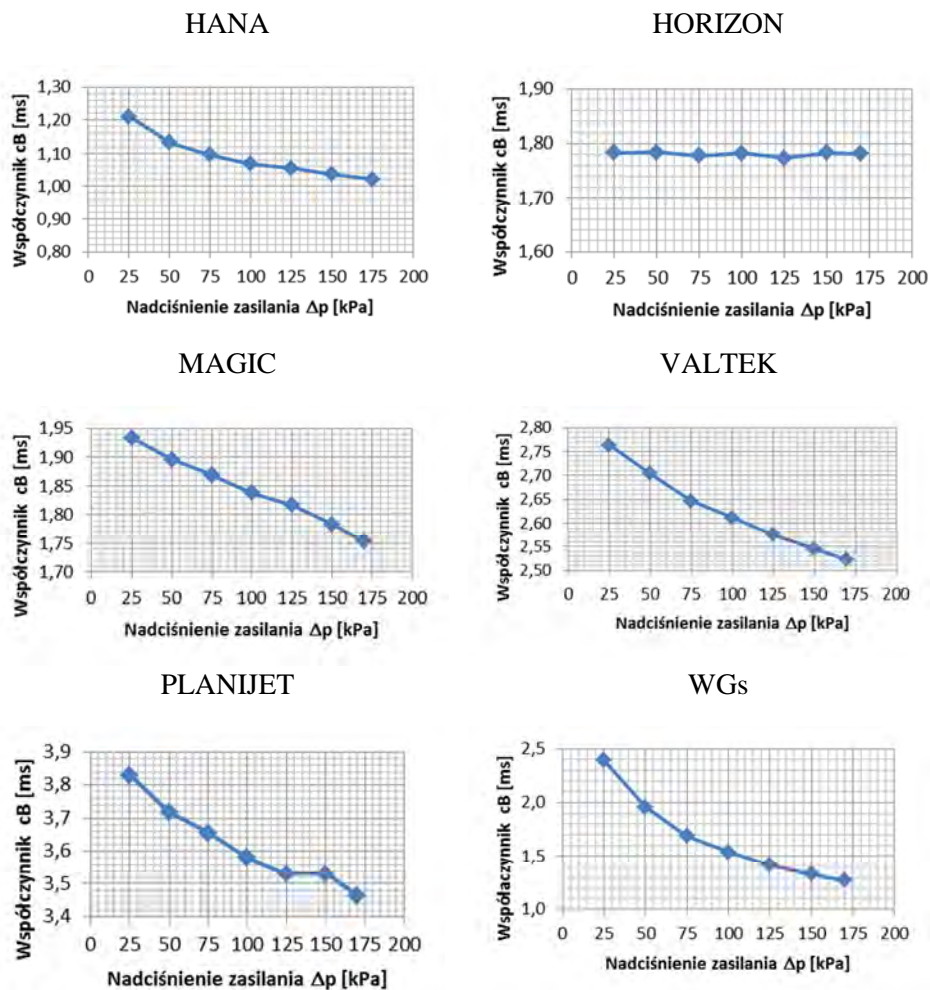 HANA
1,30
1,20
1,10
1,00
0,90
0,80
0 25 50 75 100 125 150 175 200
Współczynnik cB [ms]
Nadciśnienie zasilania Δp [kPa]
HORIZON
1,90
1,80
1,70
1,60
0 25 50 75 100 125 150 175 200
Współczynnik cB [ms]
Nadciśnienie zasilania Δp [kPa]
MAGIC
1,95
1,90
1,85
1,80
1,75
1,70
0 25 50 75 100 125 150 175 200
Współczynnik cB [ms]
Nadciśnienie zasilania Δp [kPa]
VALTEK
2,80
2,75
2,70
2,65
2,60
2,55
2,50
0 25 50 75 100 125 150 175 200
Współczynnik cB [ms]
Nadciśnienie zasilania Δp [kPa]
PLANIJET
3,9
3,8
3,7
3,6
3,5
3,4
0 25 50 75 100 125 150 175 200
Współczynnik cB [ms]
Nadciśnienie zasilania Δp [kPa]
WGs
2,5
2,0
1,5
1,0
0 25 50 75 100 125 150 175 200
Współaczynnik cB [ms]
Nadciśnienie zasilania Δp [kPa]